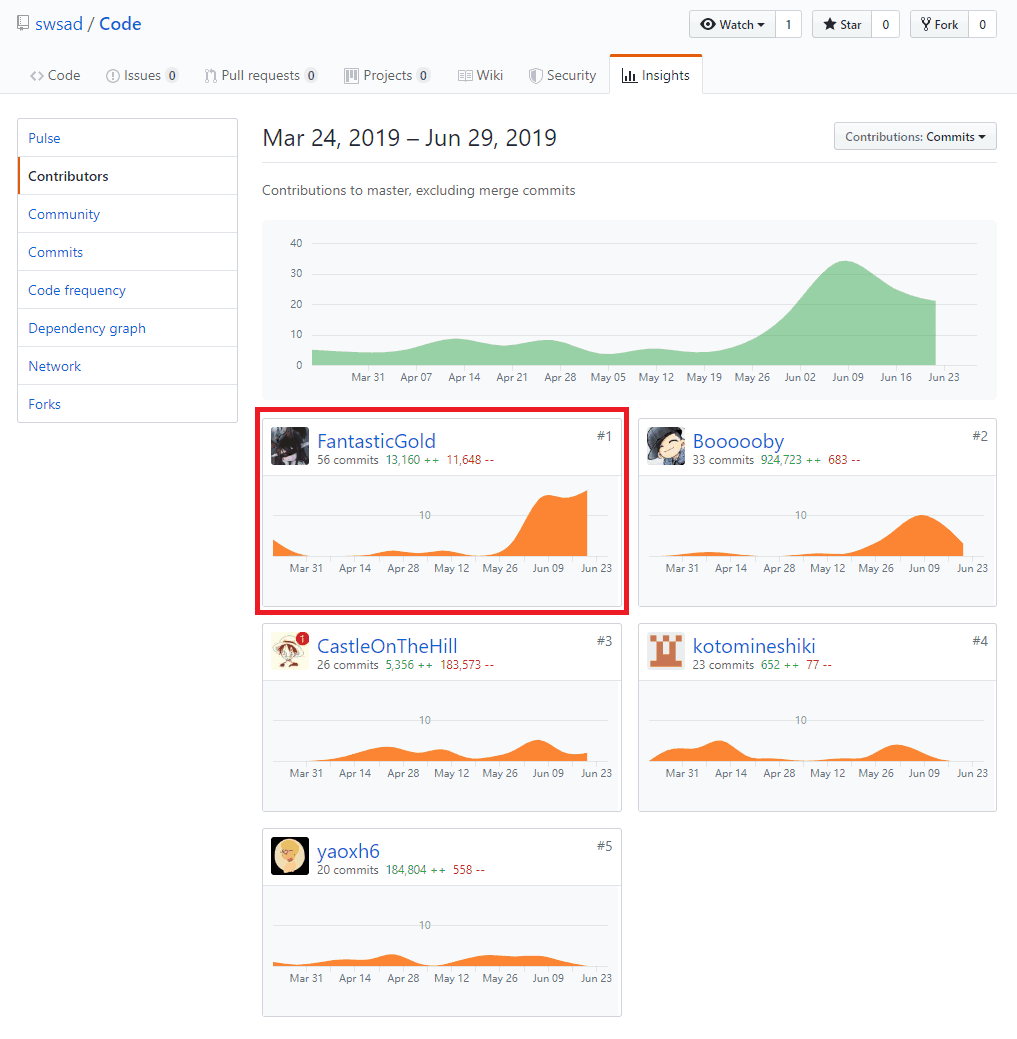 swsad / Code
Watch 1 Star 0 Fork 0
Code Issues 0 Pull requests 0 Projects 0 Wiki Security Insights
Pulse
Contributors
Community
Commits
Code frequency
Dependency graph
Network
Forks
Mar 24, 2019 – Jun 29, 2019
Contributions: Commits
Contributions to master, excluding merge commits
40
30
20
10
0
Mar 31 Apr 07 Apr 14 Apr 21 Apr 28 May 05 May 12 May 19 May 26 Jun 02 Jun 09 Jun 16 Jun 23
FantasticGold #1
56 commits 13,160 ++ 11,648 --
10
Mar 31 Apr 14 Apr 28 May 12 May 26 Jun 09 Jun 23
Boooooby #2
33 commits 924,723 ++ 683 --
10
Mar 31 Apr 14 Apr 28 May 12 May 26 Jun 09 Jun 23
1
CastleOnTheHill #3
26 commits 5,356 ++ 183,573 --
10
Mar 31 Apr 14 Apr 28 May 12 May 26 Jun 09 Jun 23
kotomineshiki #4
23 commits 652 ++ 77 --
10
Mar 31 Apr 14 Apr 28 May 12 May 26 Jun 09 Jun 23
yaoxh6 #5
20 commits 184,804 ++ 558 --
10
Mar 31 Apr 14 Apr 28 May 12 May 26 Jun 09 Jun 23